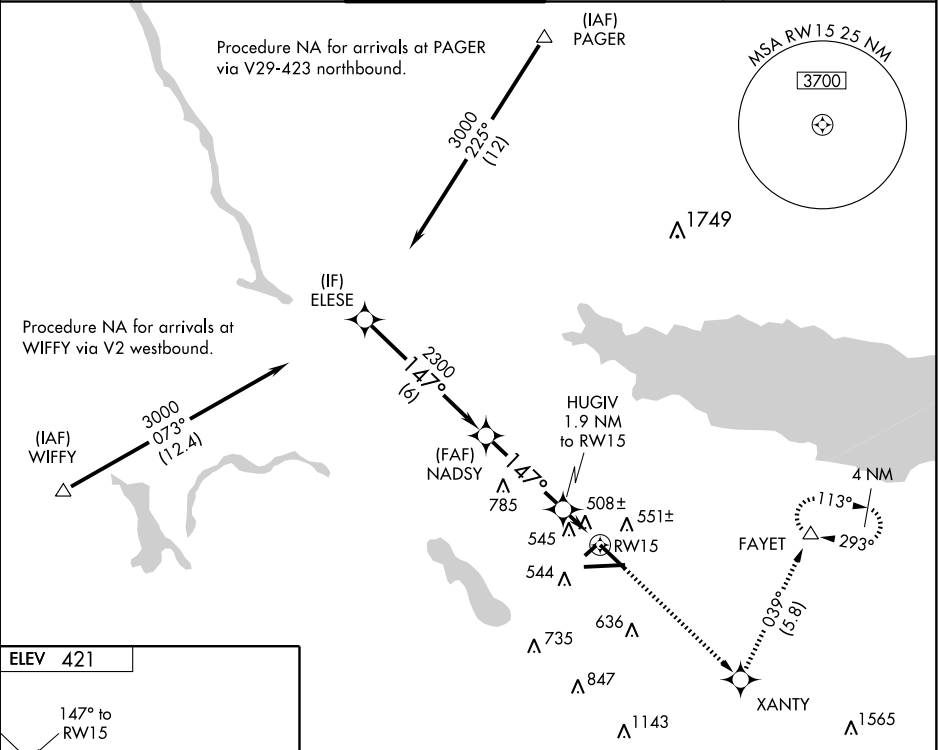 Procedure NA for arrivals at PAGER
via V29-423 northbound.
(IAF)
PAGER
MSA RW15 25 NM
3700
3000
225°
(12)
1749
(IF)
ELESE
Procedure NA for arrivals at
WIFFY via V2 westbound.
2300
147°
(6)
3000
073°
(12.4)
(IAF)
WIFFY
HUGIV
1.9 NM
to RW15
(FAF)
NADSY
147°
785
508±
551±
545
RW15
544
4 NM
113°
293°
FAYET
039°
(5.8)
636
735
847
1143
XANTY
1565
ELEV 421
147° to
RW15